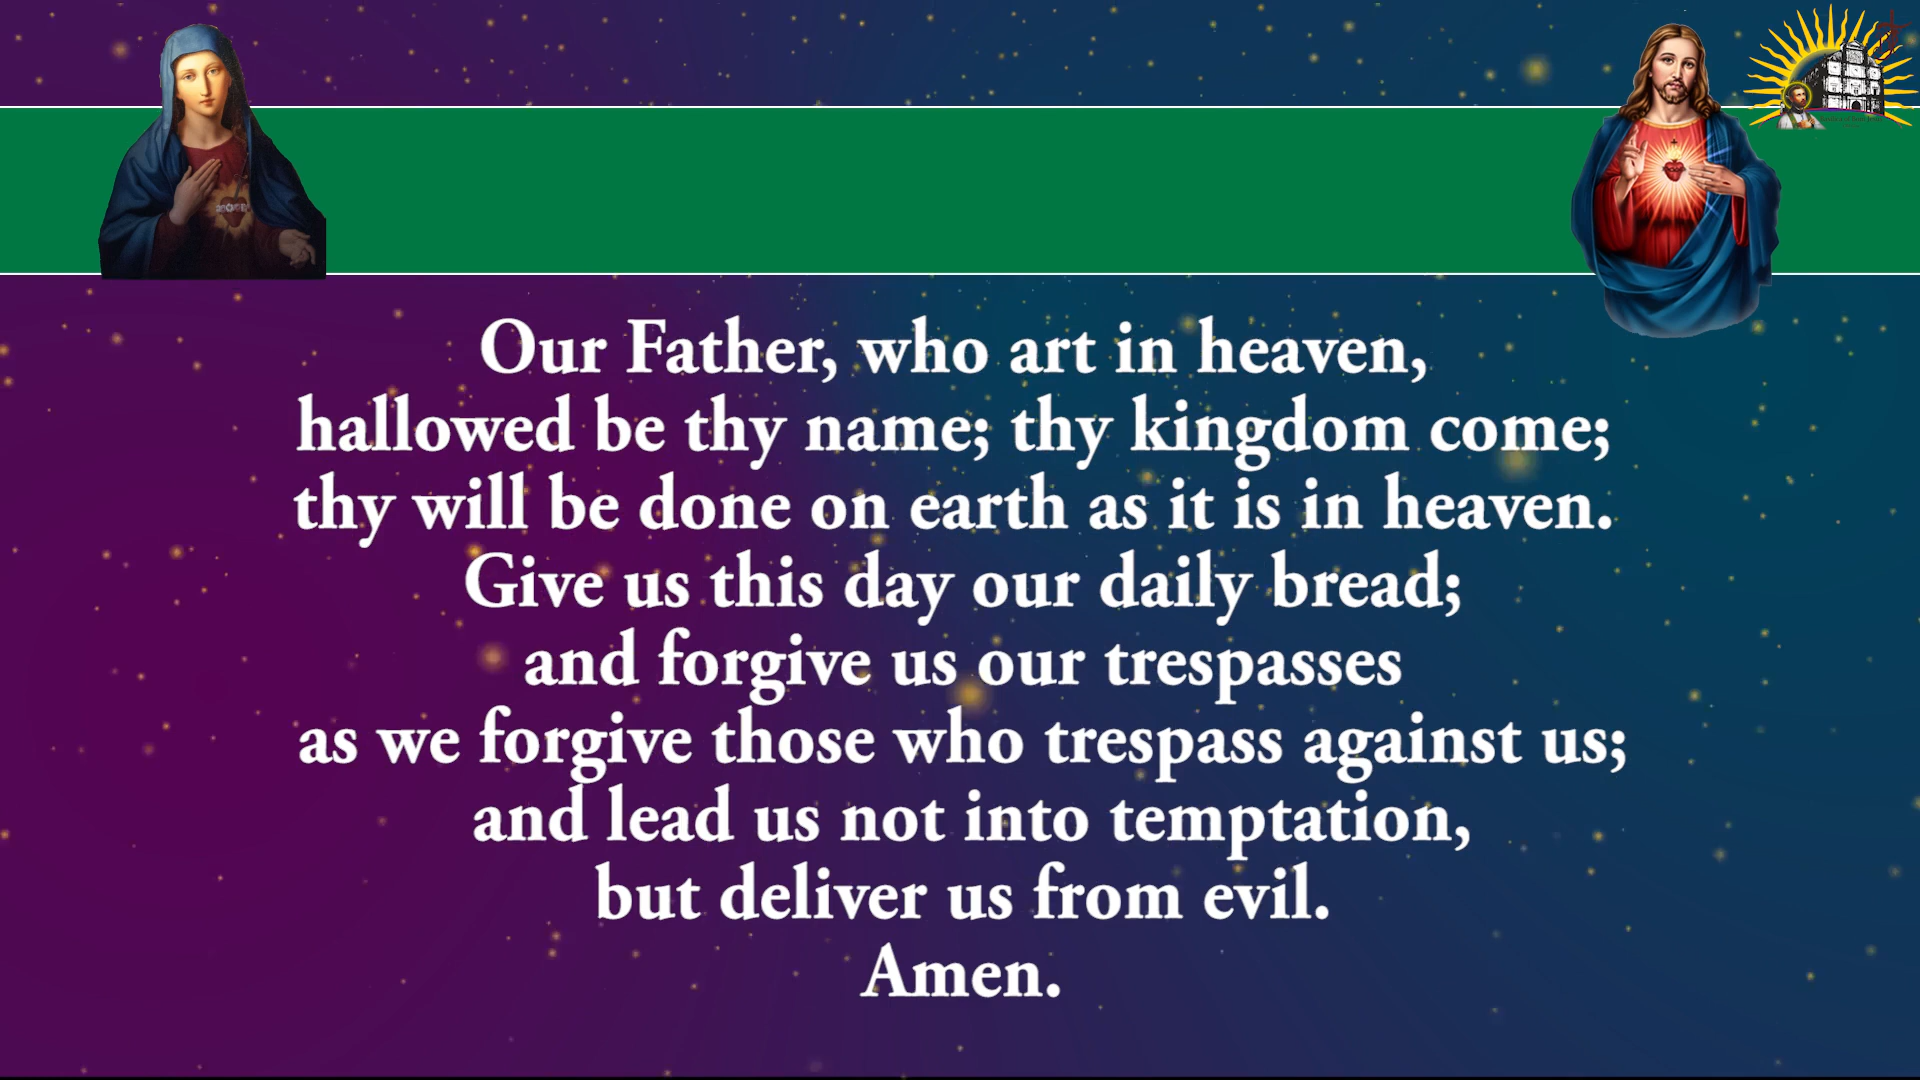 Our Father, who art in heaven,
hallowed be thy name; thy kingdom come;
thy will be done on earth as it is in heaven.
Give us this day our daily bread;
and forgive us our trespasses
as we forgive those who trespass against us;
and lead us not into temptation,
but deliver us from evil.
Amen.